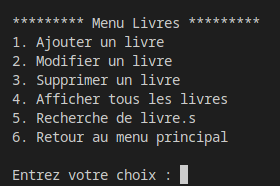 ********* Menu Livres *********
1. Ajouter un livre
2. Modifier un livre
3. Supprimer un livre
4. Afficher tous les livres
5. Recherche de livre.s
6. Retour au menu principal
Entrez votre choix :